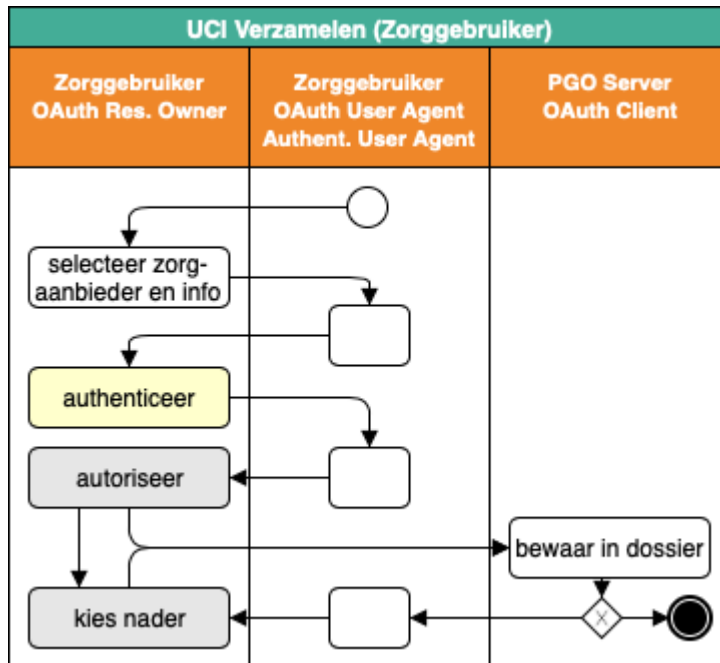 UCI Verzamelen (Zorggebruiker)
Zorggebruiker
OAuth Res. Owner
Zorggebruiker
OAuth User Agent
Authent. User Agent
PGO Server
OAuth Client
selecteer zorg-
aanbieder en info
authenticeer
autoriseer
bewaar in dossier
kies nader
X